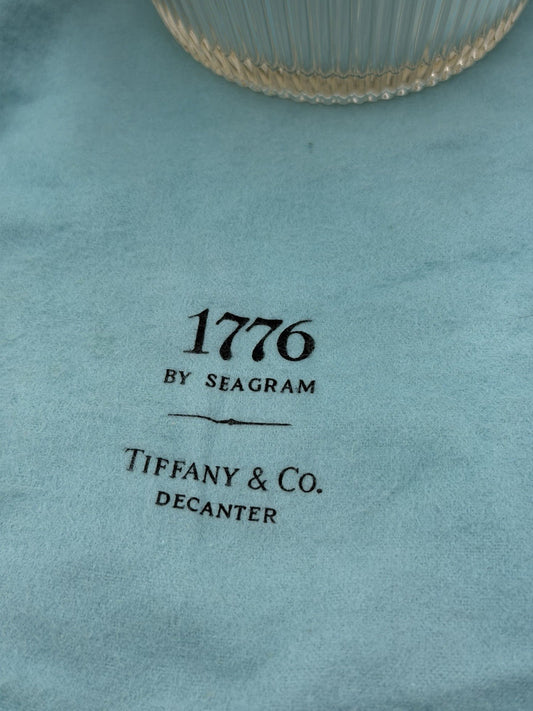 1776
BY SEAGRAM
TIFFANY & CO.
DECANTER